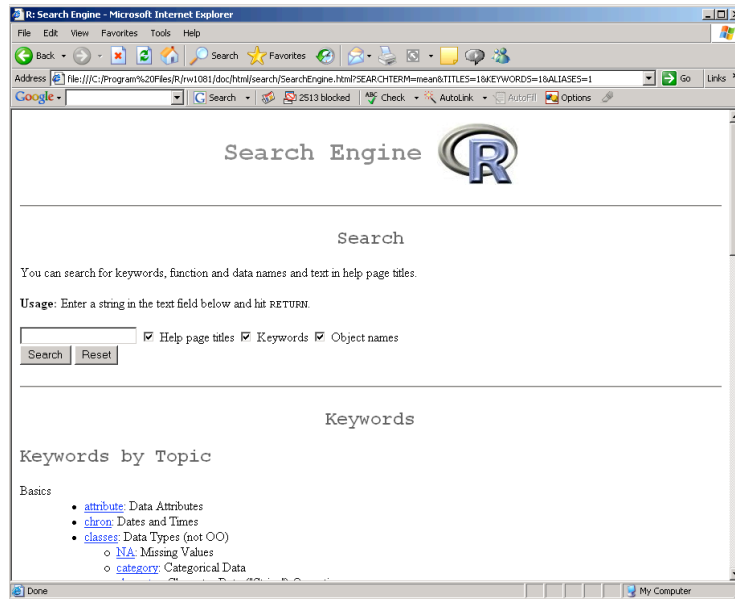 R: Search Engine - Microsoft Internet Explorer
File Edit View Favorites Tools Help
Back Search Favorites
Address file:///C:/Program%20Files/R/rw1081/doc/html/search/SearchEngine.html?SEARCHTERM=mean&TITLES=1&KEYWORDS=1&ALIASES=1 Go Links
Google Search 2513 blocked ABC Check AutoLink AutoFill Options
Search Engine R
Search
You can search for keywords, function and data names and text in help page titles.
Usage: Enter a string in the text field below and hit RETURN.
Help page titles Keywords Object names
Search Reset
Keywords
Keywords by Topic
Basics
• attribute: Data Attributes
• chron: Dates and Times
• classes: Data Types (not OO)
o NA: Missing Values
o category: Categorical Data
Done My Computer